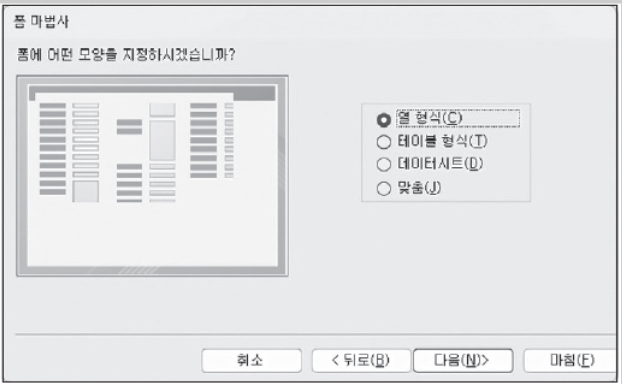 폼 마법사
폼에 어떤 모양을 지정하시겠습니까?
열 형식(C)
테이블 형식(T)
데이터시트(D)
맞춤(J)
취소
< 뒤로(B)
다음(N)>
마침(F)